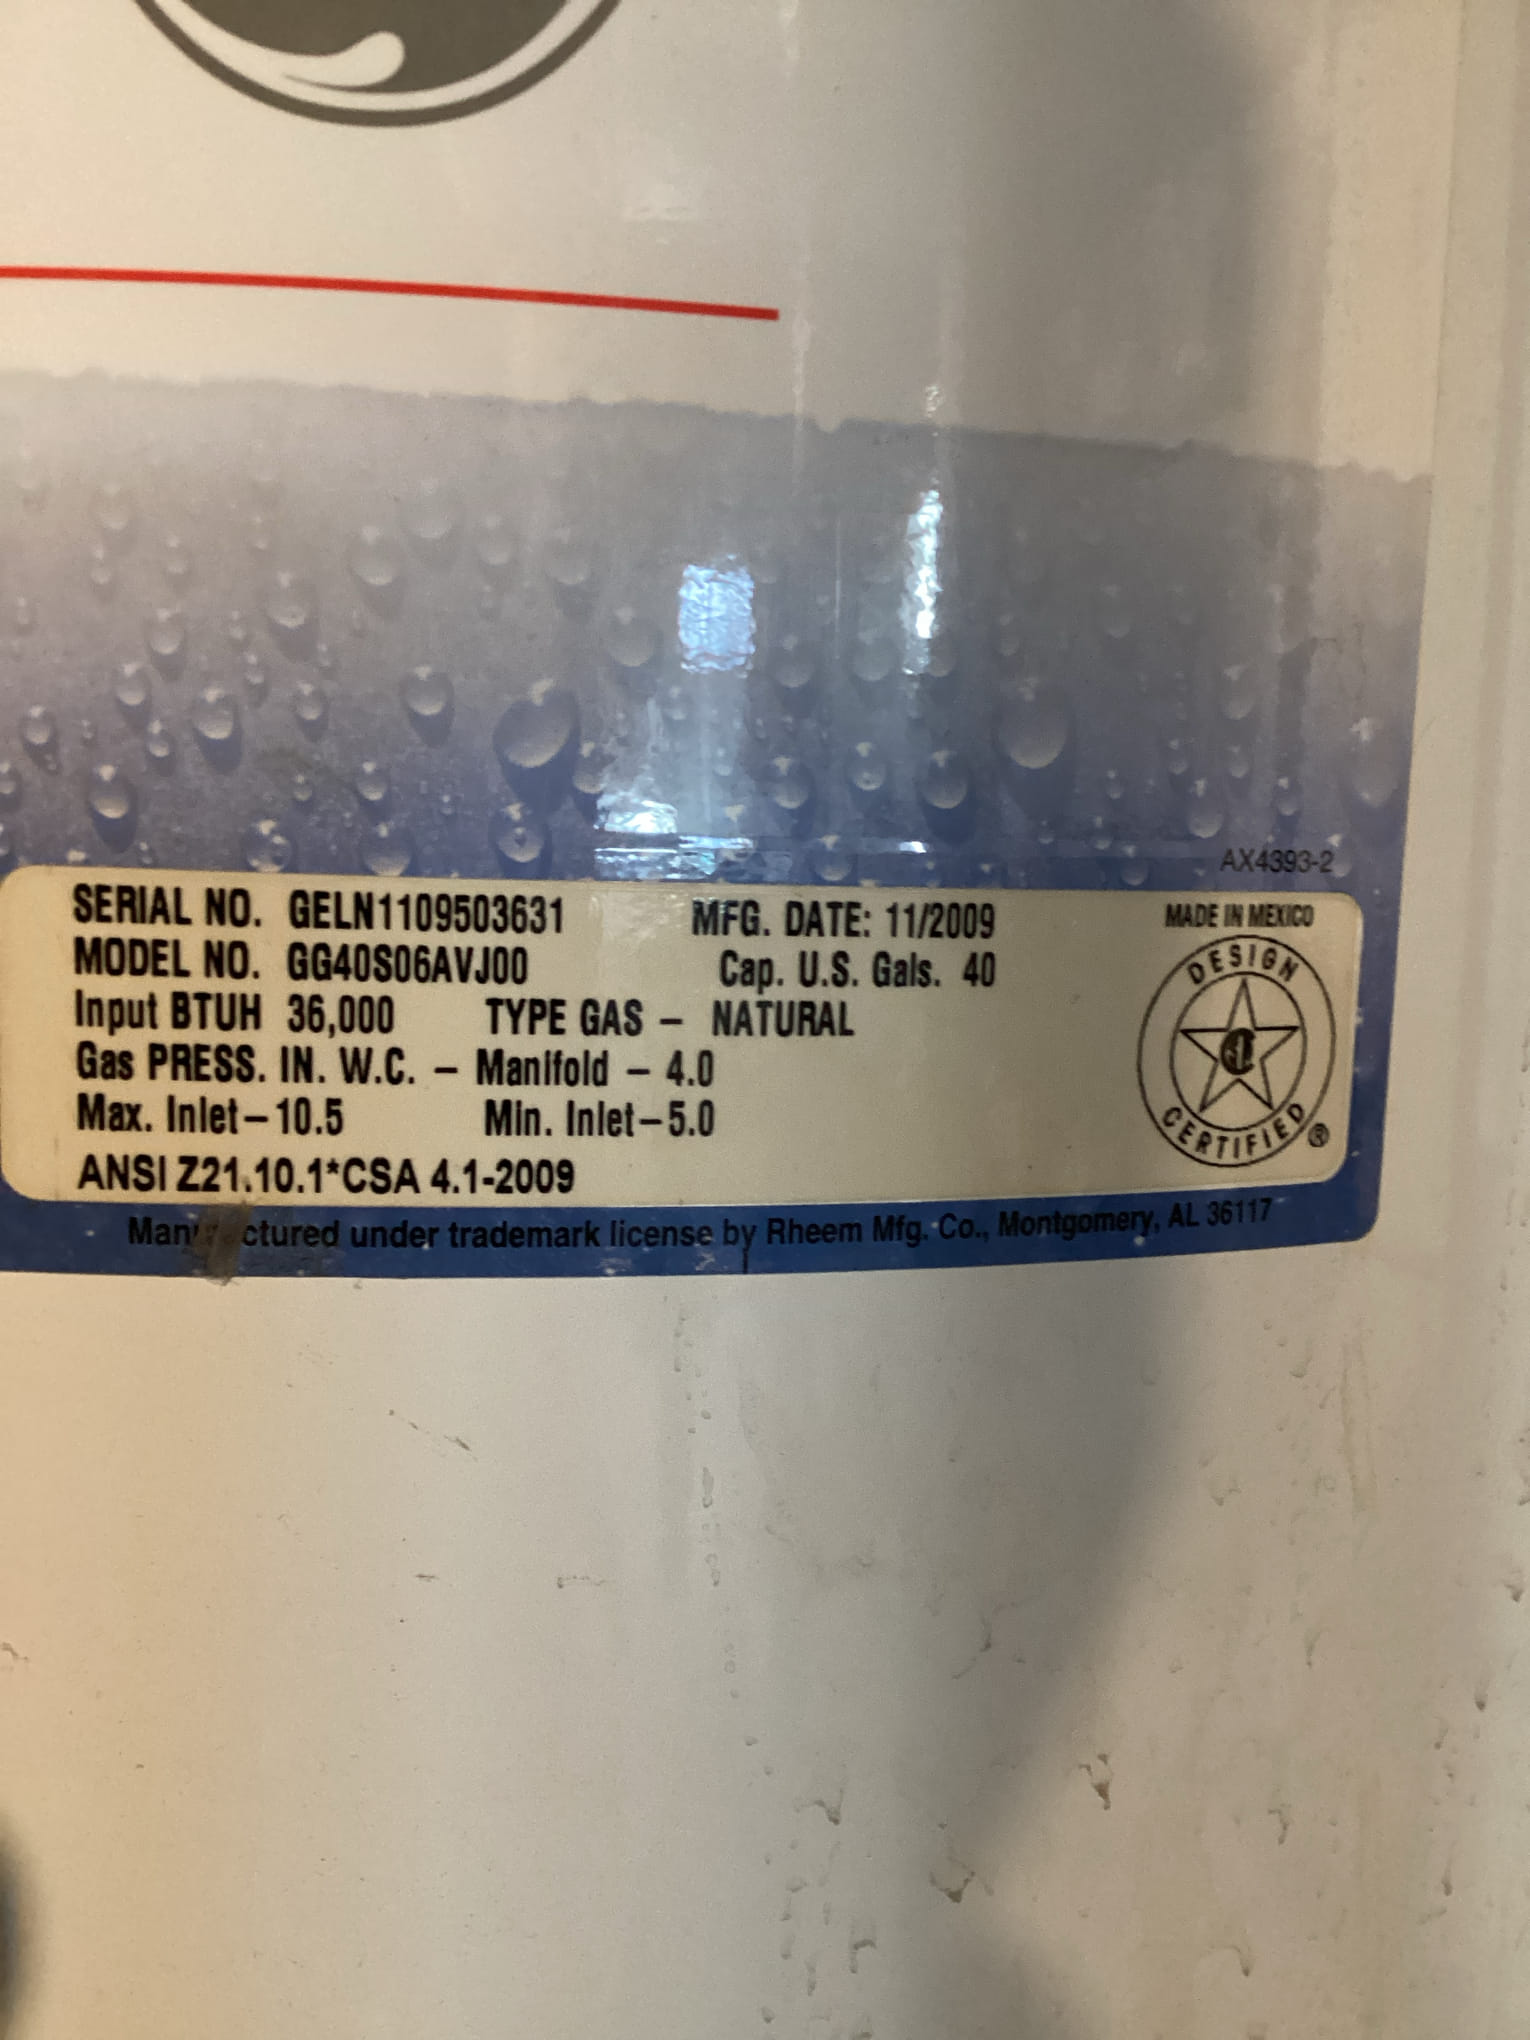 AX4393-2
SERIAL NO. GELN1109503631 MFG. DATE: 11/2009
MADE IN MEXICO
MODEL NO. GG40S06AVJ00 Cap. U.S. Gals. 40
Input BTUH 36,000 TYPE GAS – NATURAL
Gas PRESS. IN. W.C. – Manifold – 4.0
Max. Inlet–10.5 Min. Inlet–5.0
ANSI Z21.10.1*CSA 4.1-2009
DESIGN
CERTIFIED®
under trademark license by Rheem Mfg. Co., Montgomery, AL 36117